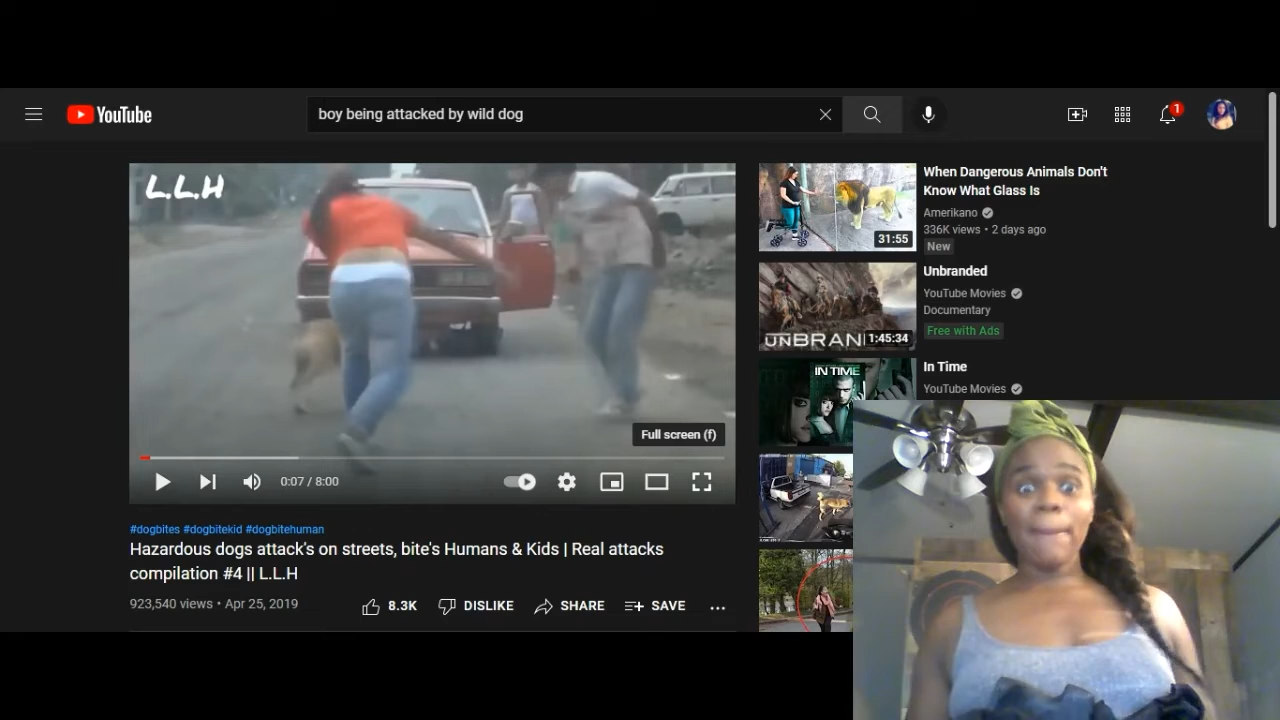 YouTube
boy being attacked by wild dog
1
L.L.H
Full screen (f)
0:07 / 8:00
#dogbites #dogbitekid #dogbitehuman
Hazardous dogs attack's on streets, bite's Humans & Kids | Real attacks
compilation #4 || L.L.H
923,540 views • Apr 25, 2019
8.3K
DISLIKE
SHARE
SAVE
31:55
When Dangerous Animals Don't
Know What Glass Is
Amerikano
336K views • 2 days ago
New
UNBRAN
1:45:34
Unbranded
YouTube Movies
Documentary
Free with Ads
IN TIME
In Time
YouTube Movies